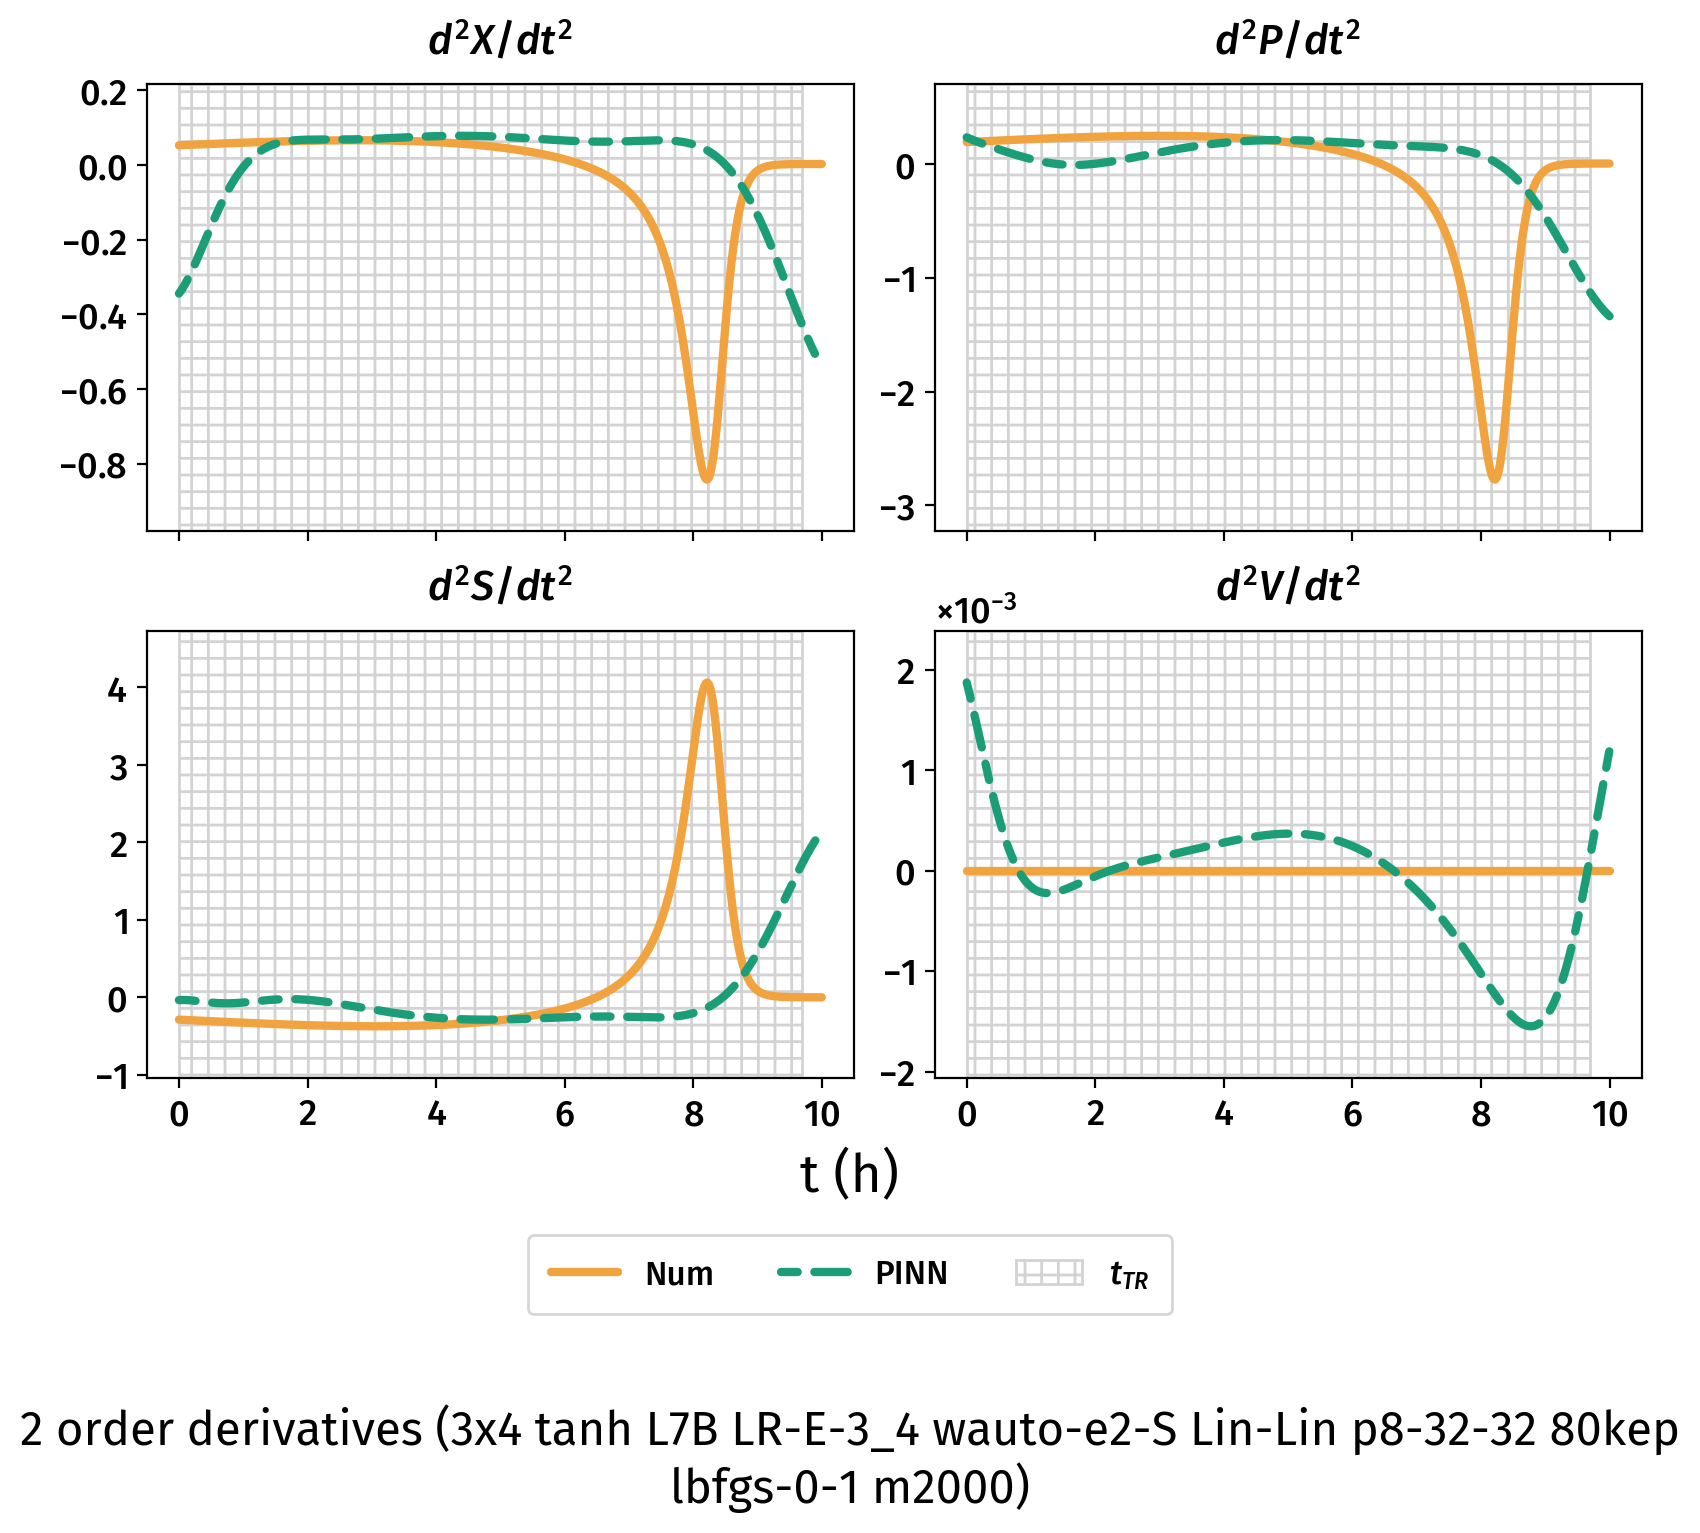 d²X/dt²
d²P/dt²
0.2
0.0
−0.2
−0.4
−0.6
−0.8
0
−1
−2
−3
d²S/dt²
d²V/dt²
×10⁻³
4
3
2
1
0
−1
2
1
0
−1
−2
0 2 4 6 8 10
0 2 4 6 8 10
t (h)
Num PINN t_TR
2 order derivatives (3x4 tanh L7B LR-E-3_4 wauto-e2-S Lin-Lin p8-32-32 80kep
lbfgs-0-1 m2000)